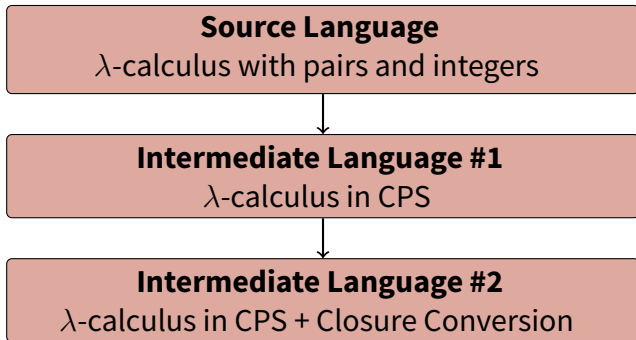 Source Language
λ-calculus with pairs and integers
Intermediate Language #1
λ-calculus in CPS
Intermediate Language #2
λ-calculus in CPS + Closure Conversion